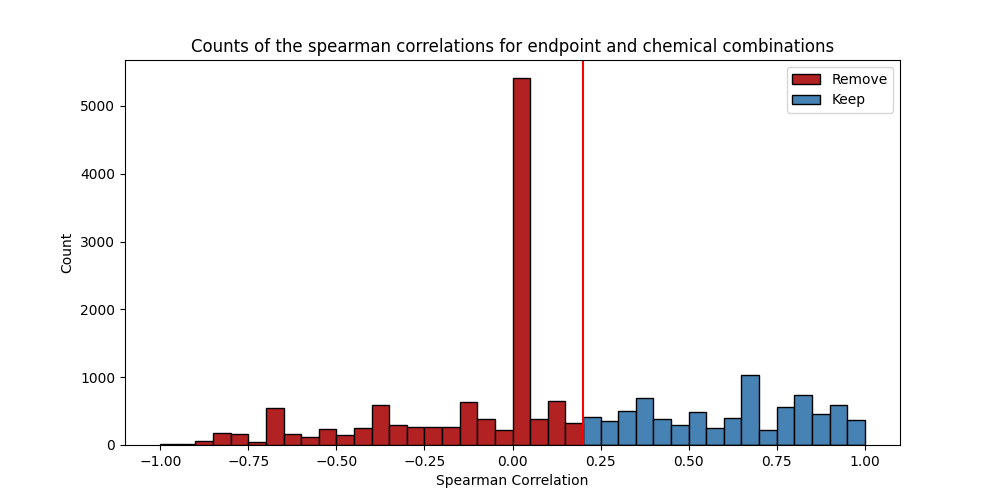 Counts of the spearman correlations for endpoint and chemical combinations
Remove
Keep
Count
5000
4000
3000
2000
1000
0
−1.00 −0.75 −0.50 −0.25 0.00 0.25 0.50 0.75 1.00
Spearman Correlation